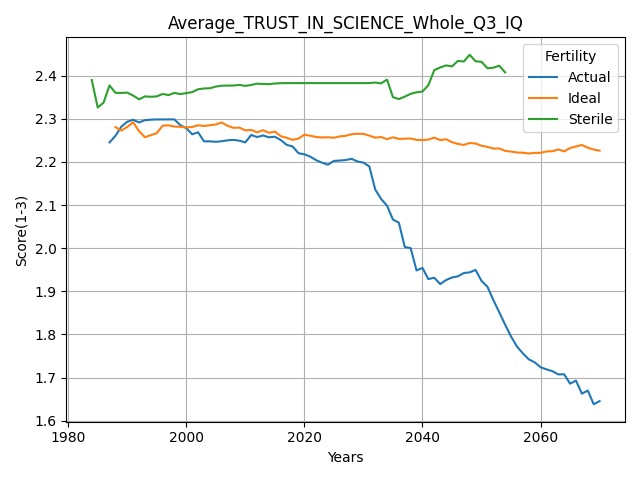 Average_TRUST_IN_SCIENCE_Whole_Q3_IQ
Fertility
Actual
Ideal
Sterile
Score(1-3)
2.4
2.3
2.2
2.1
2.0
1.9
1.8
1.7
1.6
1980 2000 2020 2040 2060
Years